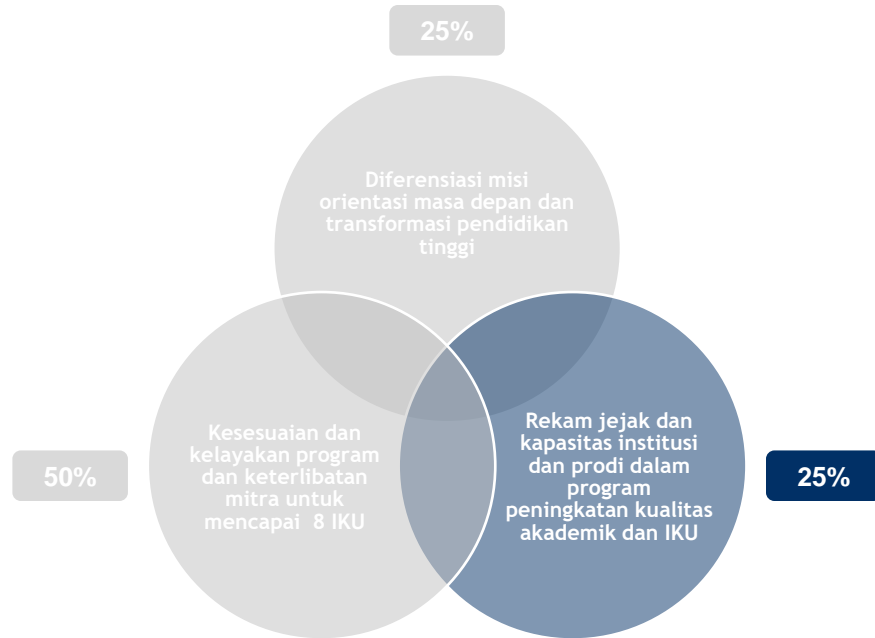 25%
Diferensiasi misi
orientasi masa depan dan
transformasi pendidikan
tinggi
Kesesuaian dan
kelayakan program
dan keterlibatan
mitra untuk
mencapai 8 IKU
50%
Rekam jejak dan
kapasitas institusi
dan prodi dalam
program
peningkatan kualitas
akademik dan IKU
25%